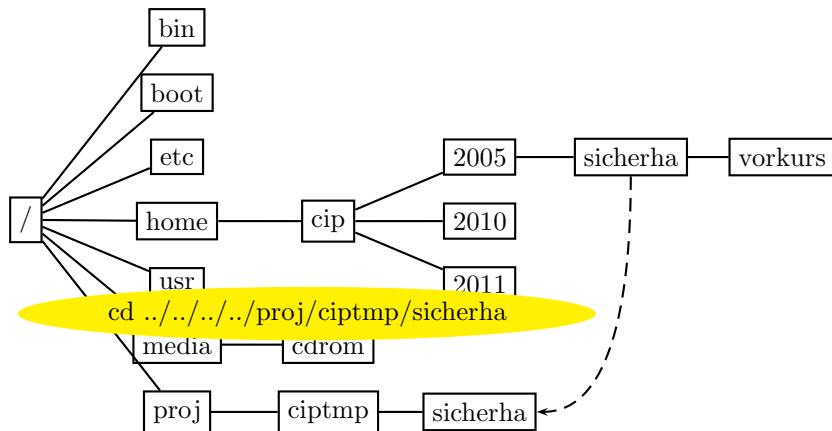 bin
boot
etc
2005 sicherha vorkurs
/ home cip 2010
usr 2011
cd ../../../../proj/ciptmp/sicherha
media cdrom
proj ciptmp sicherha